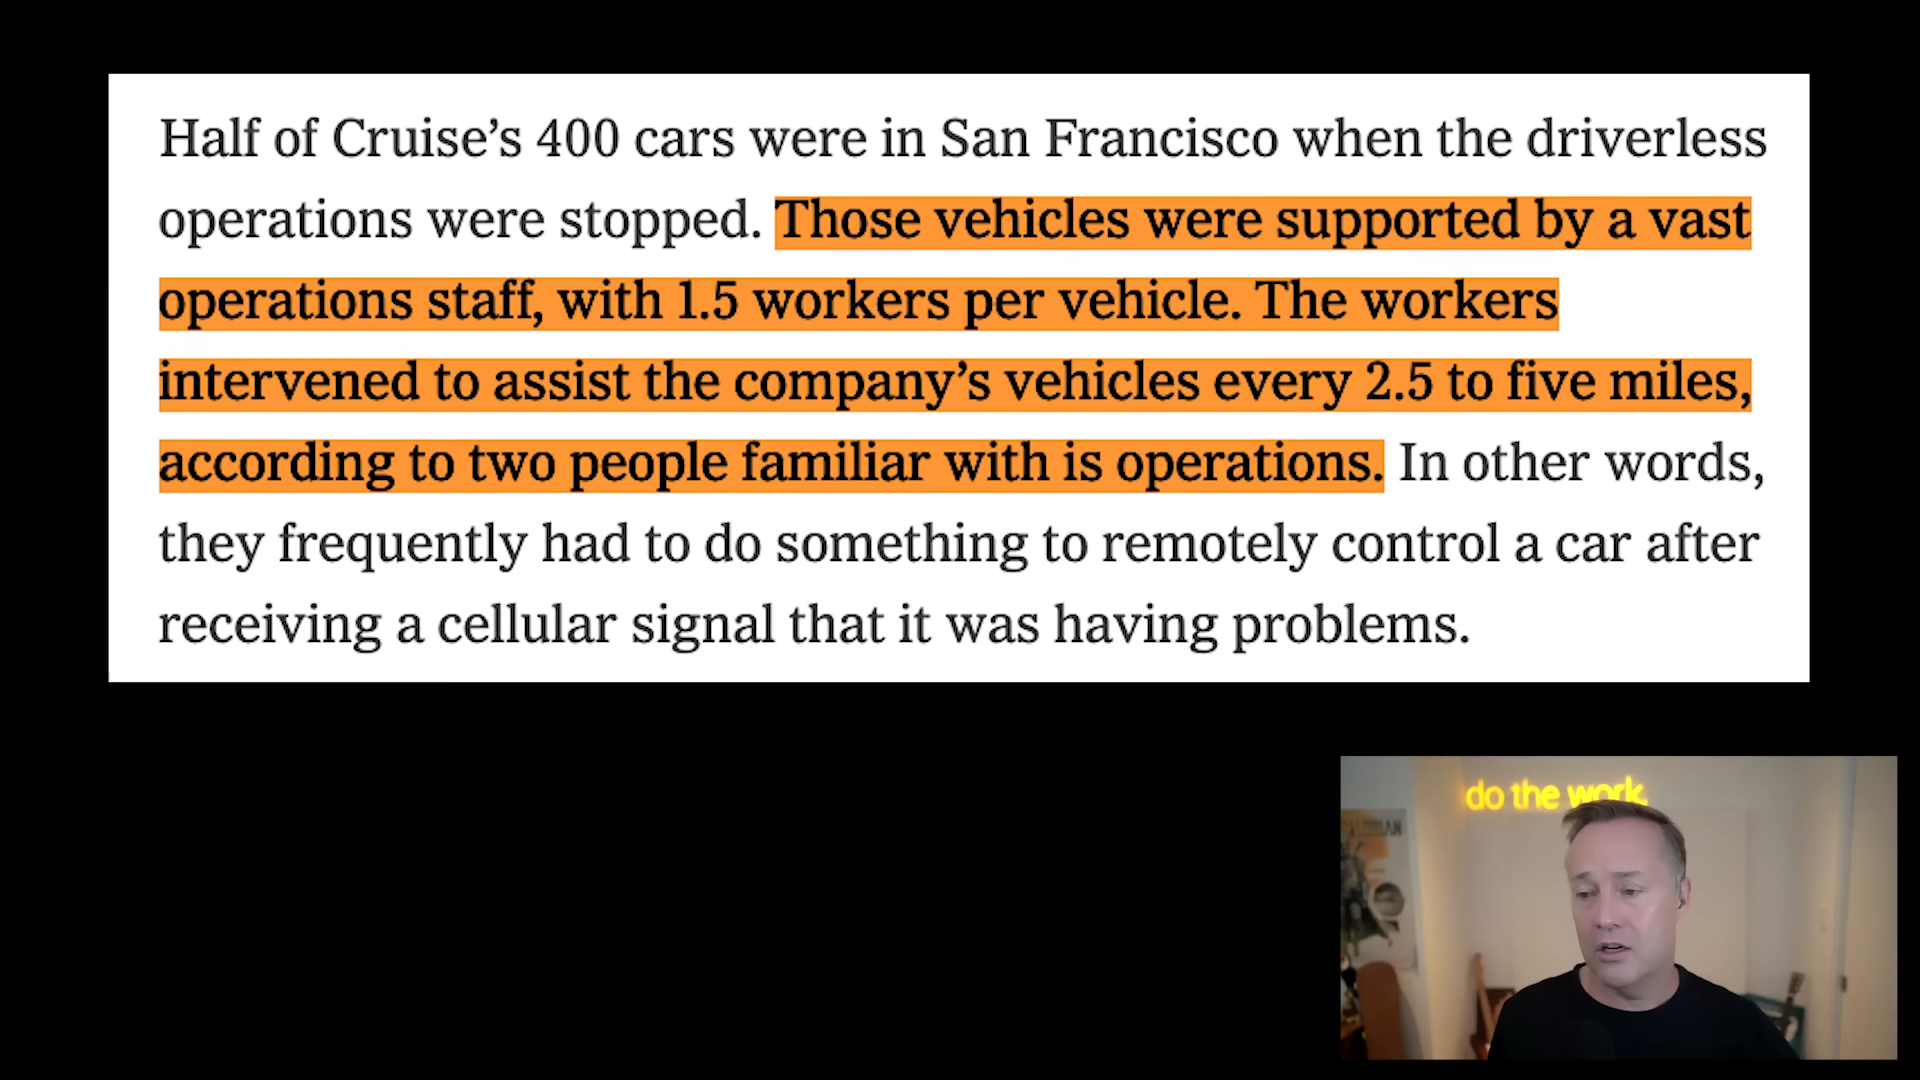 Half of Cruise’s 400 cars were in San Francisco when the driverless
operations were stopped. Those vehicles were supported by a vast
operations staff, with 1.5 workers per vehicle. The workers
intervened to assist the company’s vehicles every 2.5 to five miles,
according to two people familiar with is operations. In other words,
they frequently had to do something to remotely control a car after
receiving a cellular signal that it was having problems.
do the work